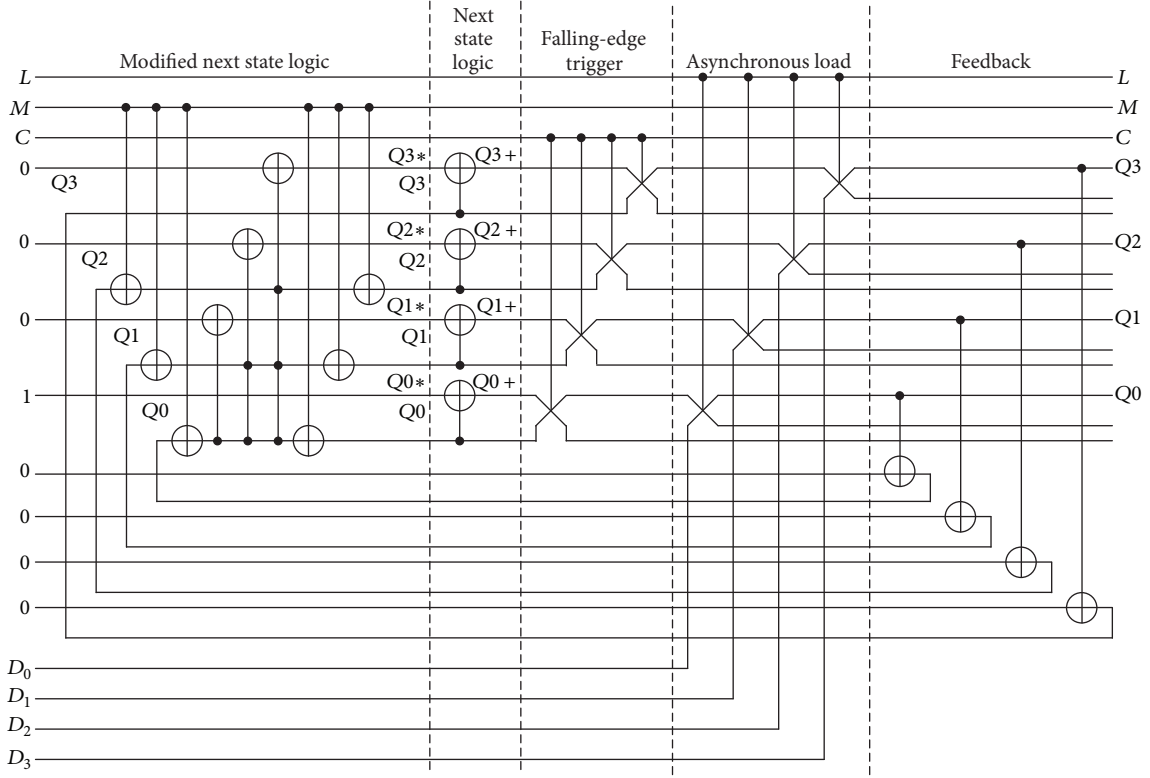 Next
state
logic
Modified next state logic
Falling-edge
trigger
Asynchronous load
Feedback
L
L
M
M
C
C
0
Q3
Q3*
Q3+
Q3
Q3
0
Q2
Q2*
Q2+
Q2
Q2
0
Q1
Q1*
Q1+
Q1
Q1
1
Q0
Q0*
Q0+
Q0
Q0
0
0
0
0
D0
D1
D2
D3